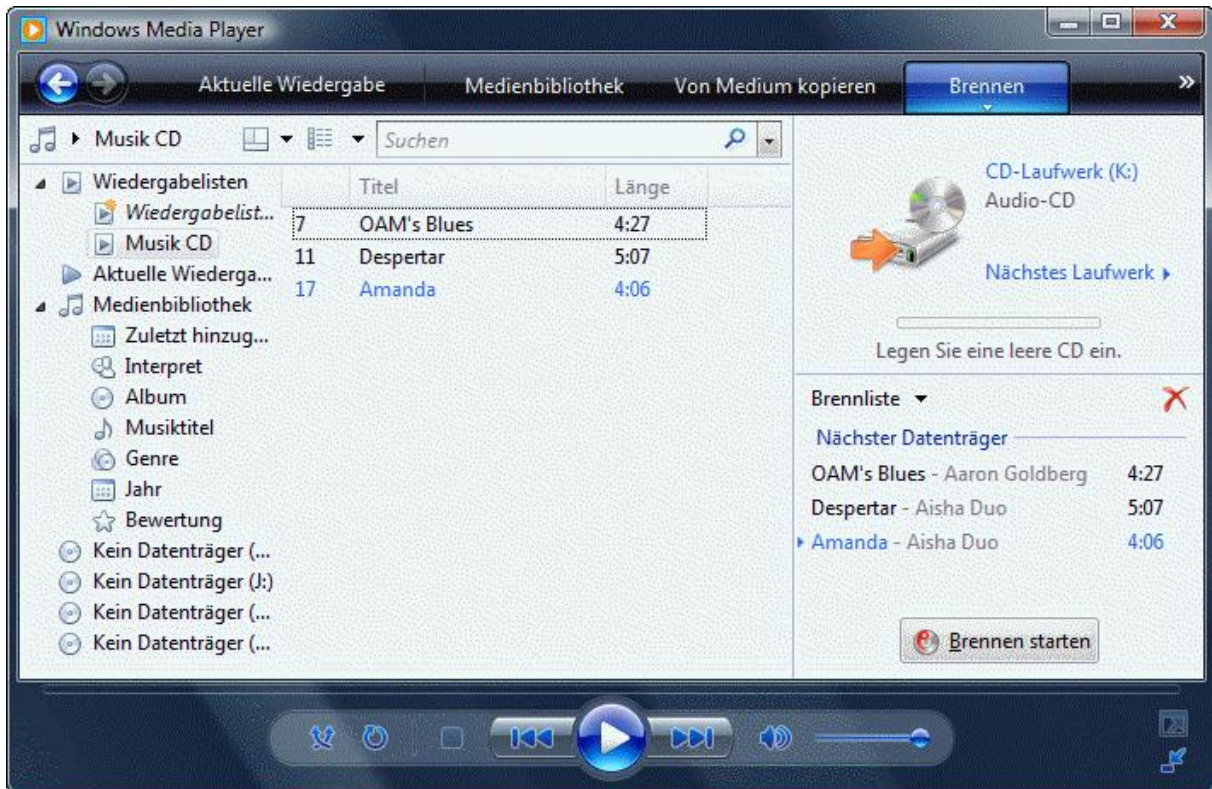 Windows Media Player
Aktuelle Wiedergabe Medienbibliothek Von Medium kopieren Brennen »
Musik CD Suchen
Wiedergabelisten
Wiedergabelist...
Musik CD
Aktuelle Wiederga...
Medienbibliothek
Zuletzt hinzug...
Interpret
Album
Musiktitel
Genre
Jahr
Bewertung
Kein Datenträger (...
Kein Datenträger (J:)
Kein Datenträger (...
Kein Datenträger (...
Titel Länge
7 OAM's Blues 4:27
11 Despertar 5:07
17 Amanda 4:06
CD-Laufwerk (K:)
Audio-CD
Nächstes Laufwerk
Legen Sie eine leere CD ein.
Brennliste
Nächster Datenträger
OAM's Blues - Aaron Goldberg 4:27
Despertar - Aisha Duo 5:07
Amanda - Aisha Duo 4:06
Brennen starten